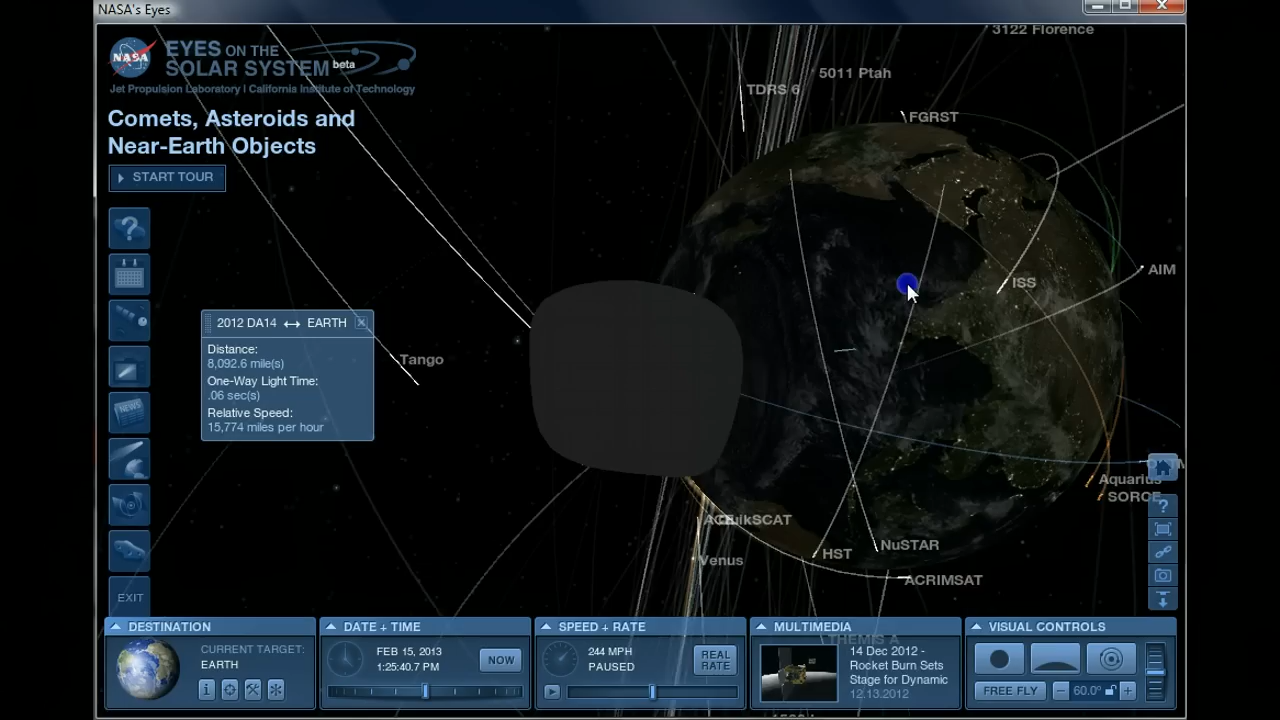 NASA's Eyes
NASA
EYES ON THE
SOLAR SYSTEM beta
Jet Propulsion Laboratory | California Institute of Technology
Comets, Asteroids and
Near-Earth Objects
START TOUR
3122 Florence
5011 Ptah
TDRS 6
FGRST
AIM
ISS
2012 DA14 ↔ EARTH
Distance:
8,092.6 mile(s)
One-Way Light Time:
.06 sec(s)
Relative Speed:
15,774 miles per hour
Tango
NEWS
Aquarius
SORCE
ACE
QuikSCAT
Venus
HST
NuSTAR
ACRIMSAT
EXIT
DESTINATION
CURRENT TARGET:
EARTH
DATE + TIME
FEB 15, 2013
1:25:40.7 PM
NOW
SPEED + RATE
244 MPH
PAUSED
REAL
RATE
MULTIMEDIA
THEMIS A
14 Dec 2012 -
Rocket Burn Sets
Stage for Dynamic
12.13.2012
VISUAL CONTROLS
FREE FLY
60.0°